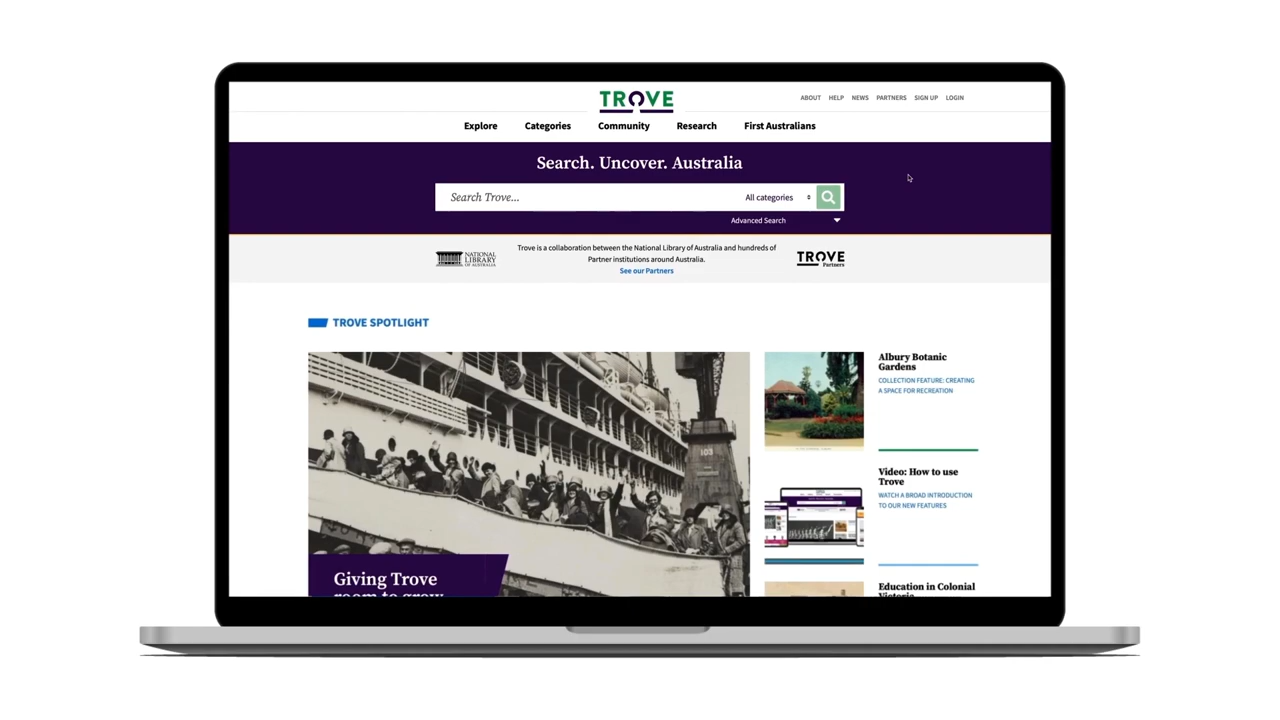 TROVE
ABOUT HELP NEWS PARTNERS SIGN UP LOGIN
Explore Categories Community Research First Australians
Search. Uncover. Australia
Search Trove...
All categories
Advanced Search
NATIONAL
LIBRARY
OF AUSTRALIA
Trove is a collaboration between the National Library of Australia and hundreds of
Partner institutions around Australia.
See our Partners
TROVE
Partners
TROVE SPOTLIGHT
103
Giving Trove
room to grow
Albury Botanic
Gardens
COLLECTION FEATURE: CREATING
A SPACE FOR RECREATION
Video: How to use
Trove
WATCH A BROAD INTRODUCTION
TO OUR NEW FEATURES
Education in Colonial
Victoria